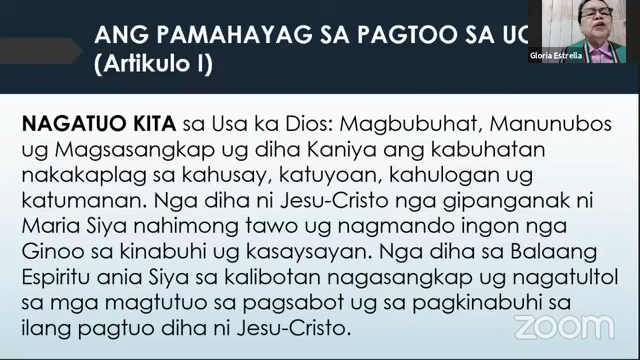 ANG PAMAHAYAG SA PAGTOO SA UC
(Artikulo I)
Gloria Estrella
NAGATUO KITA sa Usa ka Dios: Magbubuhat, Manunubos
ug Magsasangkap ug diha Kaniya ang kabuhatan
nakakaplag sa kahusay, katuyoan, kahulogan ug
katumanan. Nga diha ni Jesu-Cristo nga gipanganak ni
Maria Siya nahimong tawo ug nagmando ingon nga
Ginoo sa kinabuhi ug kasaysayan. Nga diha sa Balaang
Espiritu ania Siya sa kalibotan nagasangkap ug nagatultol
sa mga magtutuo sa pagsabot ug sa pagkinabuhi sa
ilang pagtuo diha ni Jesu-Cristo.
zoom